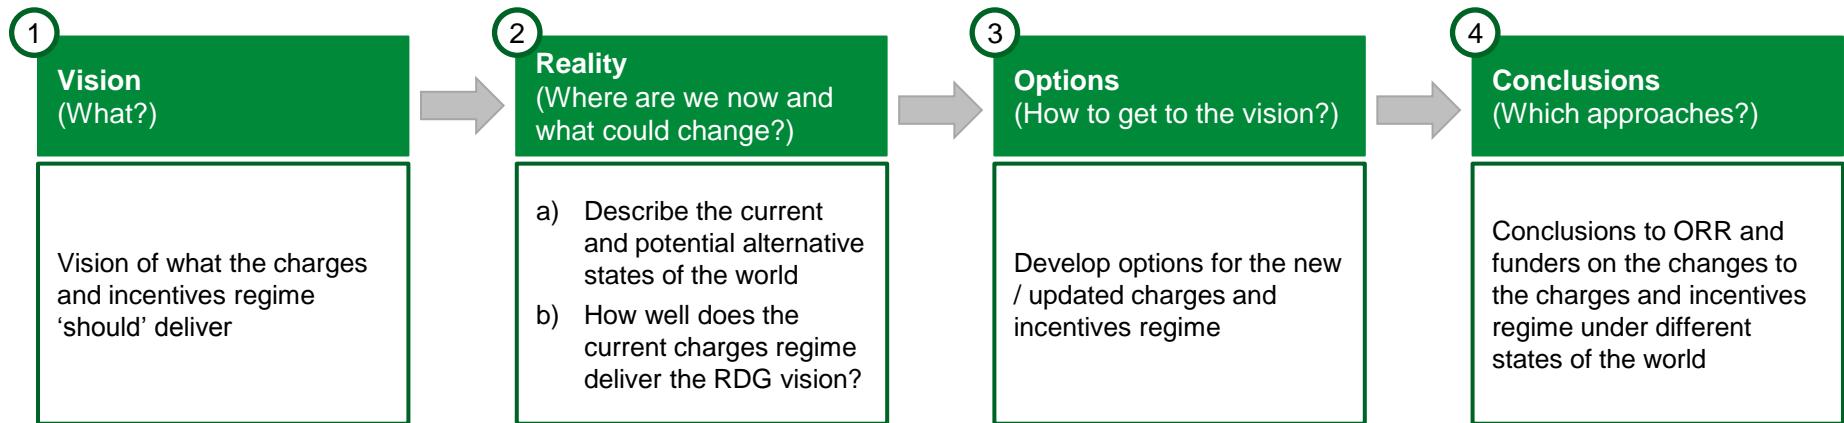 1
Vision
(What?)
Vision of what the charges
and incentives regime
‘should’ deliver
2
Reality
(Where are we now and
what could change?)
a) Describe the current
and potential alternative
states of the world
b) How well does the
current charges regime
deliver the RDG vision?
3
Options
(How to get to the vision?)
Develop options for the new
/ updated charges and
incentives regime
4
Conclusions
(Which approaches?)
Conclusions to ORR and
funders on the changes to
the charges and incentives
regime under different
states of the world